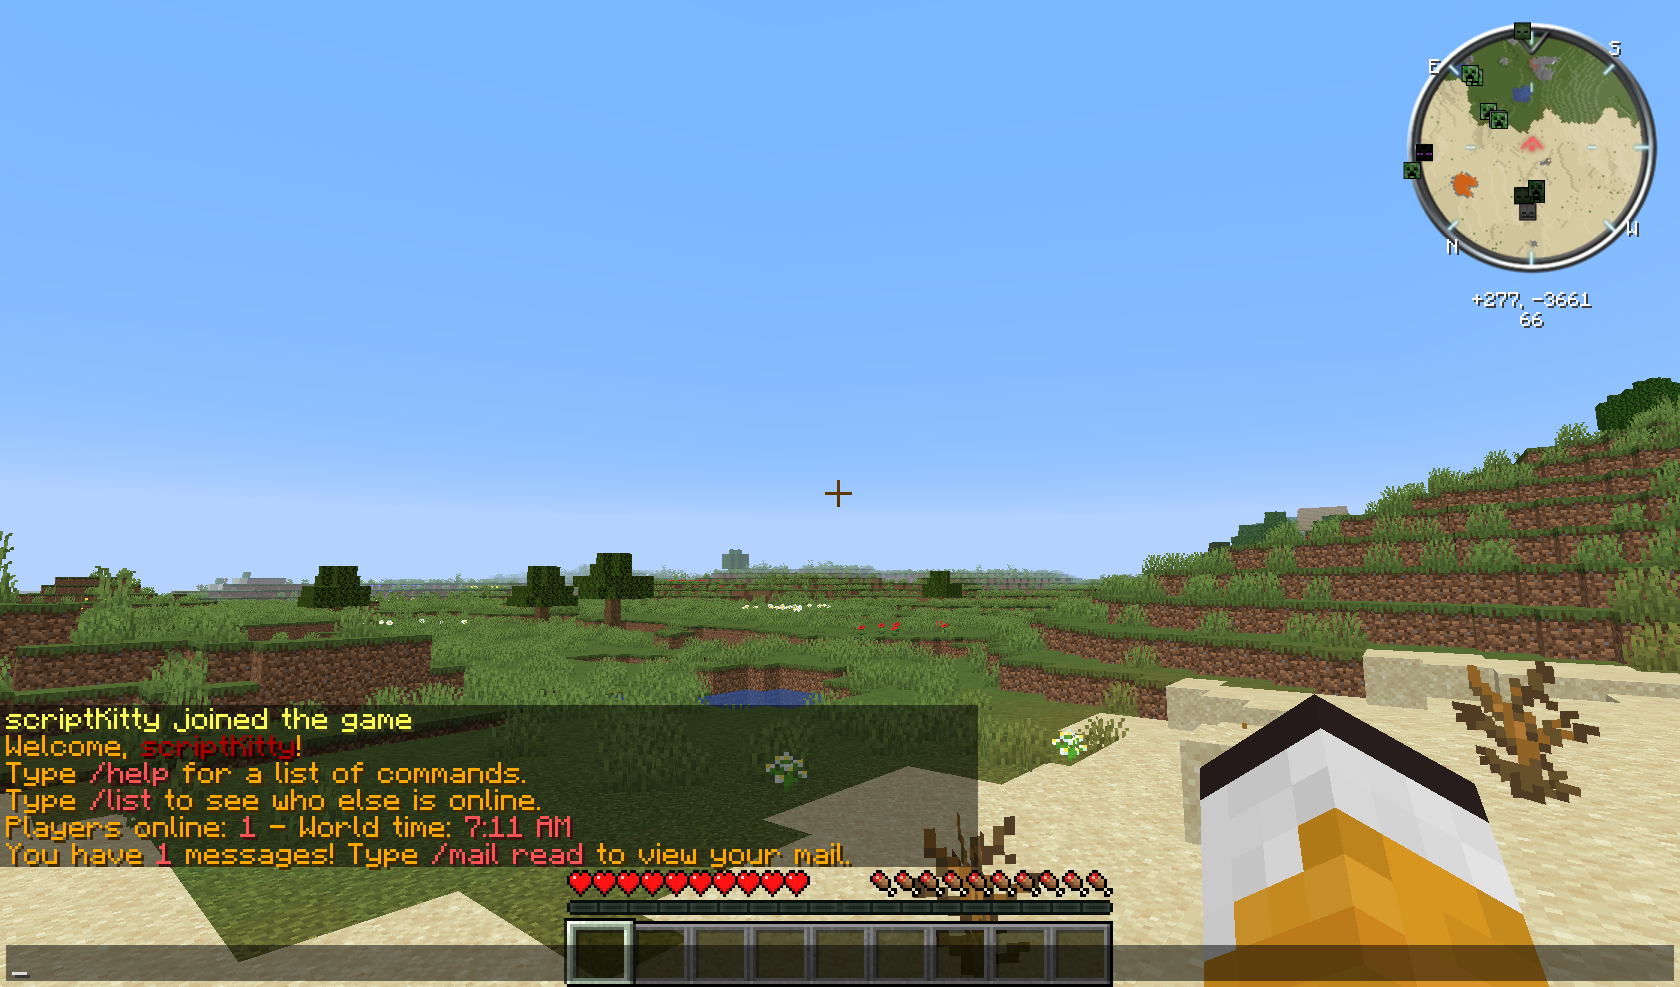 S
E
W
N
+277, -3661
66
scriptKitty joined the game
Welcome, scriptKitty!
Type /help for a list of commands.
Type /list to see who else is online.
Players online: 1 - World time: 7:11 AM
You have 1 messages! Type /mail read to view your mail.
_